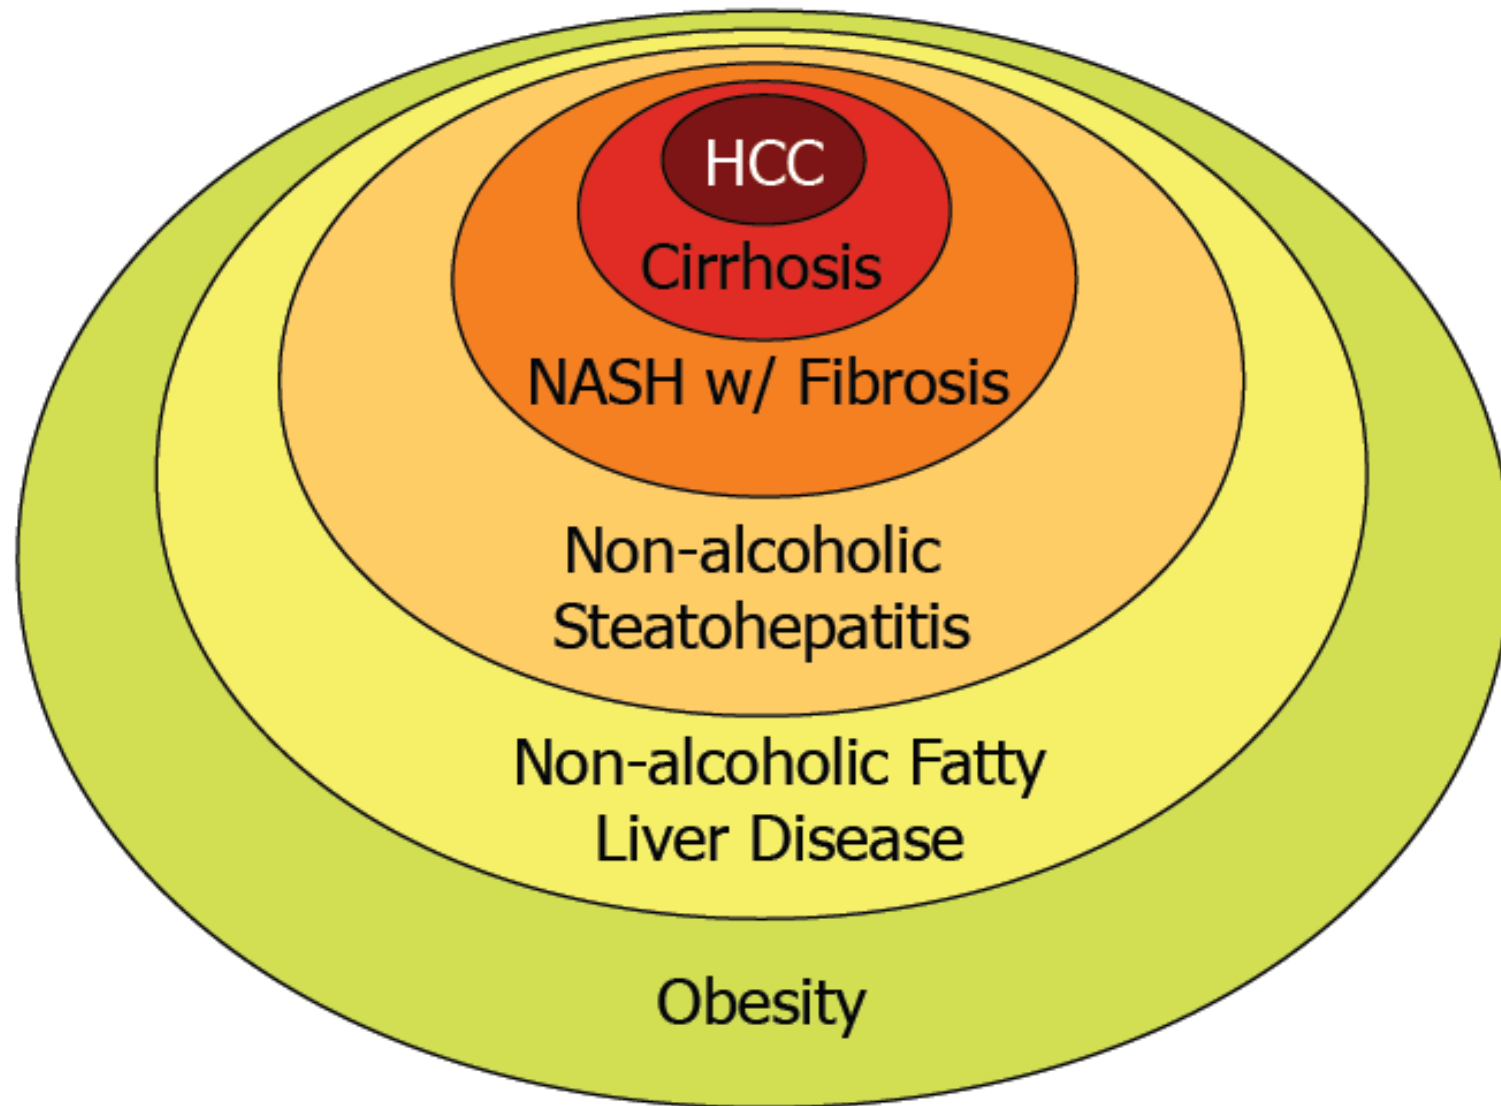 HCC
Cirrhosis
NASH w/ Fibrosis
Non-alcoholic
Steatohepatitis
Non-alcoholic Fatty
Liver Disease
Obesity